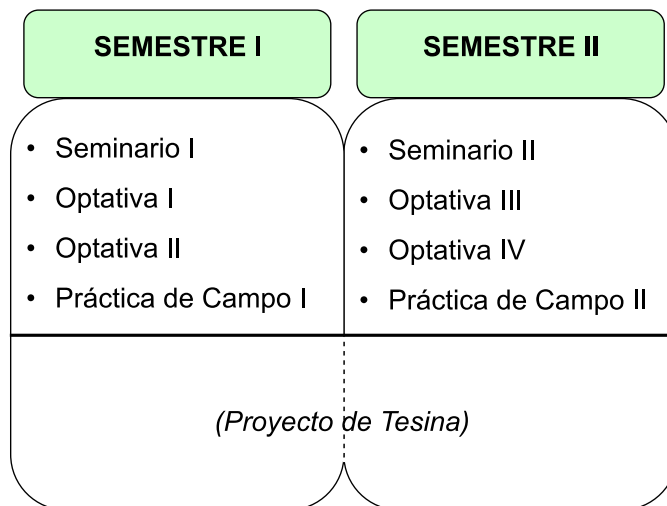 SEMESTRE I
• Seminario I
• Optativa I
• Optativa II
• Práctica de Campo I
SEMESTRE II
• Seminario II
• Optativa III
• Optativa IV
• Práctica de Campo II
(Proyecto de Tesina)